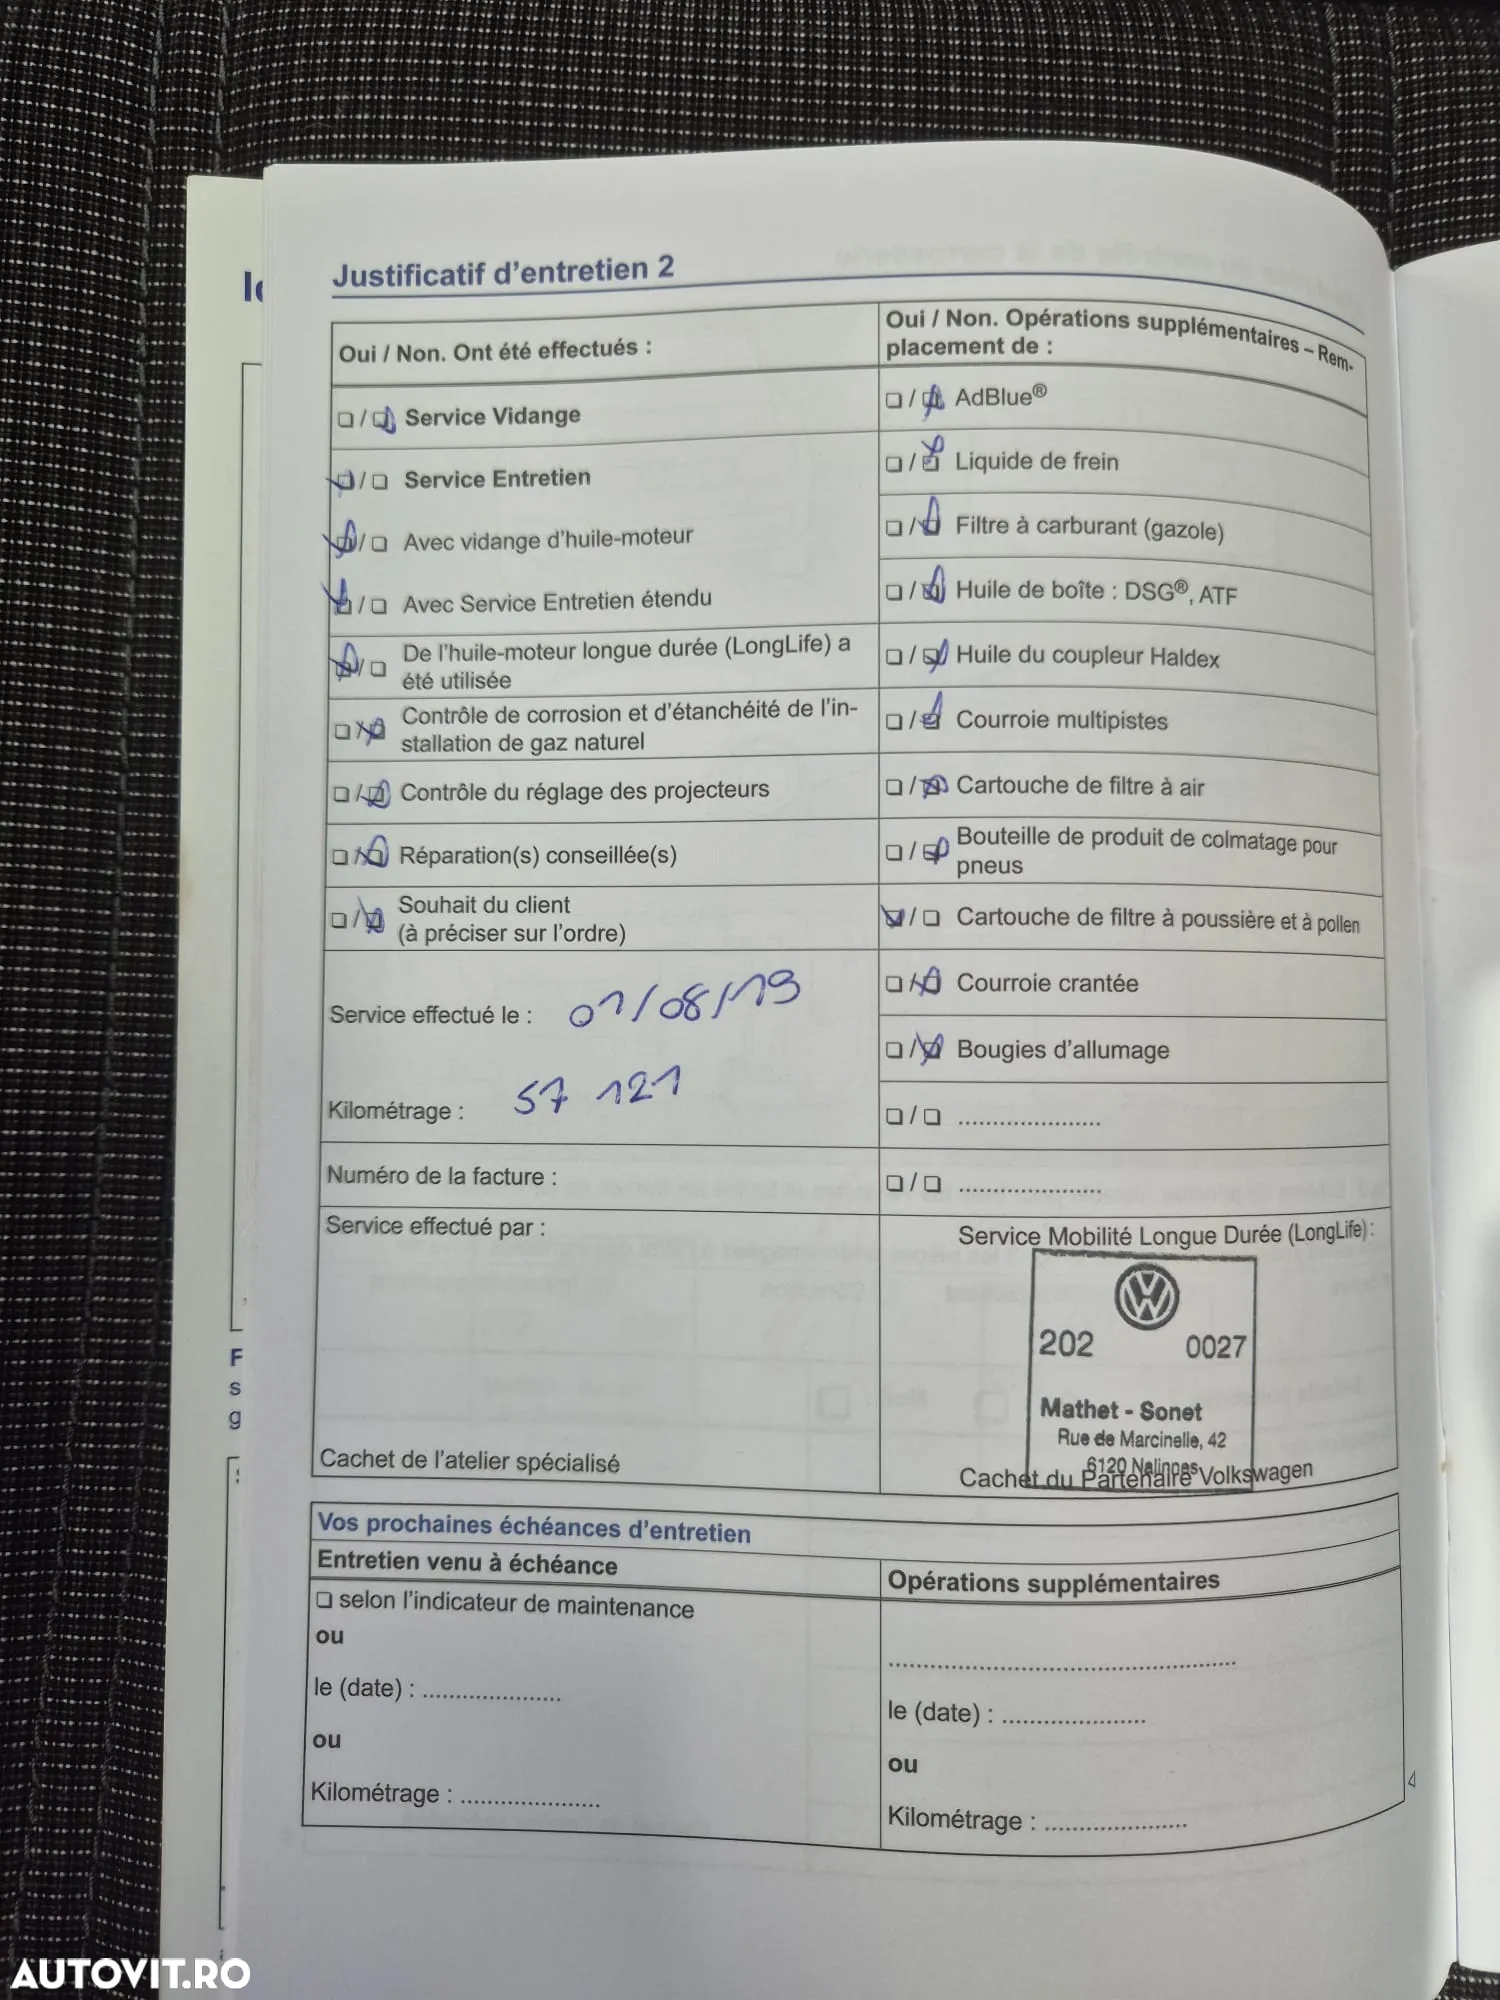 Justificatif d'entretien 2
Oui / Non. Ont été effectués :
❏ / ❏ Service Vidange
❏ / ❏ Service Entretien
❏ / ❏ Avec vidange d'huile-moteur
❏ / ❏ Avec Service Entretien étendu
❏ / ❏ De l'huile-moteur longue durée (LongLife) a
été utilisée
❏ / ❏ Contrôle de corrosion et d'étanchéité de l'in-
stallation de gaz naturel
❏ / ❏ Contrôle du réglage des projecteurs
❏ / ❏ Réparation(s) conseillée(s)
❏ / ❏ Souhait du client
(à préciser sur l'ordre)
Service effectué le : 01/08/19
Kilométrage : 57 121
Numéro de la facture :
Service effectué par :
Cachet de l'atelier spécialisé
Oui / Non. Opérations supplémentaires – Rem-
placement de :
❏ / ❏ AdBlue®
❏ / ❏ Liquide de frein
❏ / ❏ Filtre à carburant (gazole)
❏ / ❏ Huile de boîte : DSG®, ATF
❏ / ❏ Huile du coupleur Haldex
❏ / ❏ Courroie multipistes
❏ / ❏ Cartouche de filtre à air
❏ / ❏ Bouteille de produit de colmatage pour
pneus
❏ / ❏ Cartouche de filtre à poussière et à pollen
❏ / ❏ Courroie crantée
❏ / ❏ Bougies d'allumage
❏ / ❏ .....................
❏ / ❏ .....................
Service Mobilité Longue Durée (LongLife):
202 0027
Mathet - Sonet
Rue de Marcinelle, 42
6120 Nalinnes
Cachet du Partenaire Volkswagen
Vos prochaines échéances d'entretien
Entretien venu à échéance
❏ selon l'indicateur de maintenance
ou
le (date) : .....................
ou
Kilométrage : .....................
Opérations supplémentaires
.....................................................
le (date) : .....................
ou
Kilométrage : .....................
F
s
g
AUTOVIT.RO